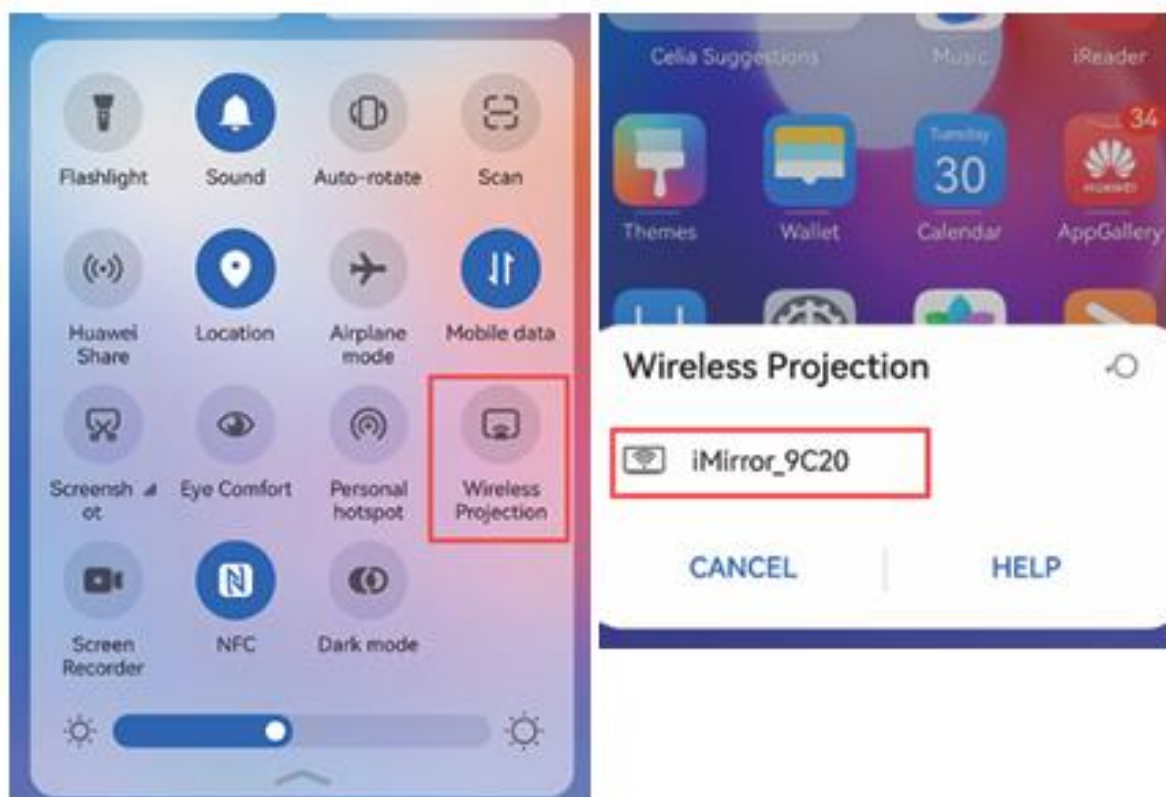 Flashlight
Sound
Auto-rotate
Scan
Huawei
Share
Location
Airplane
mode
Mobile data
Screensh
ot
Eye Comfort
Personal
hotspot
Wireless
Projection
Screen
Recorder
NFC
Dark mode
Celia Suggestions
Music
iReader
Tuesday
30
34
HUAWEI
Themes
Wallet
Calendar
AppGallery
Wireless Projection
iMirror_9C20
CANCEL
HELP